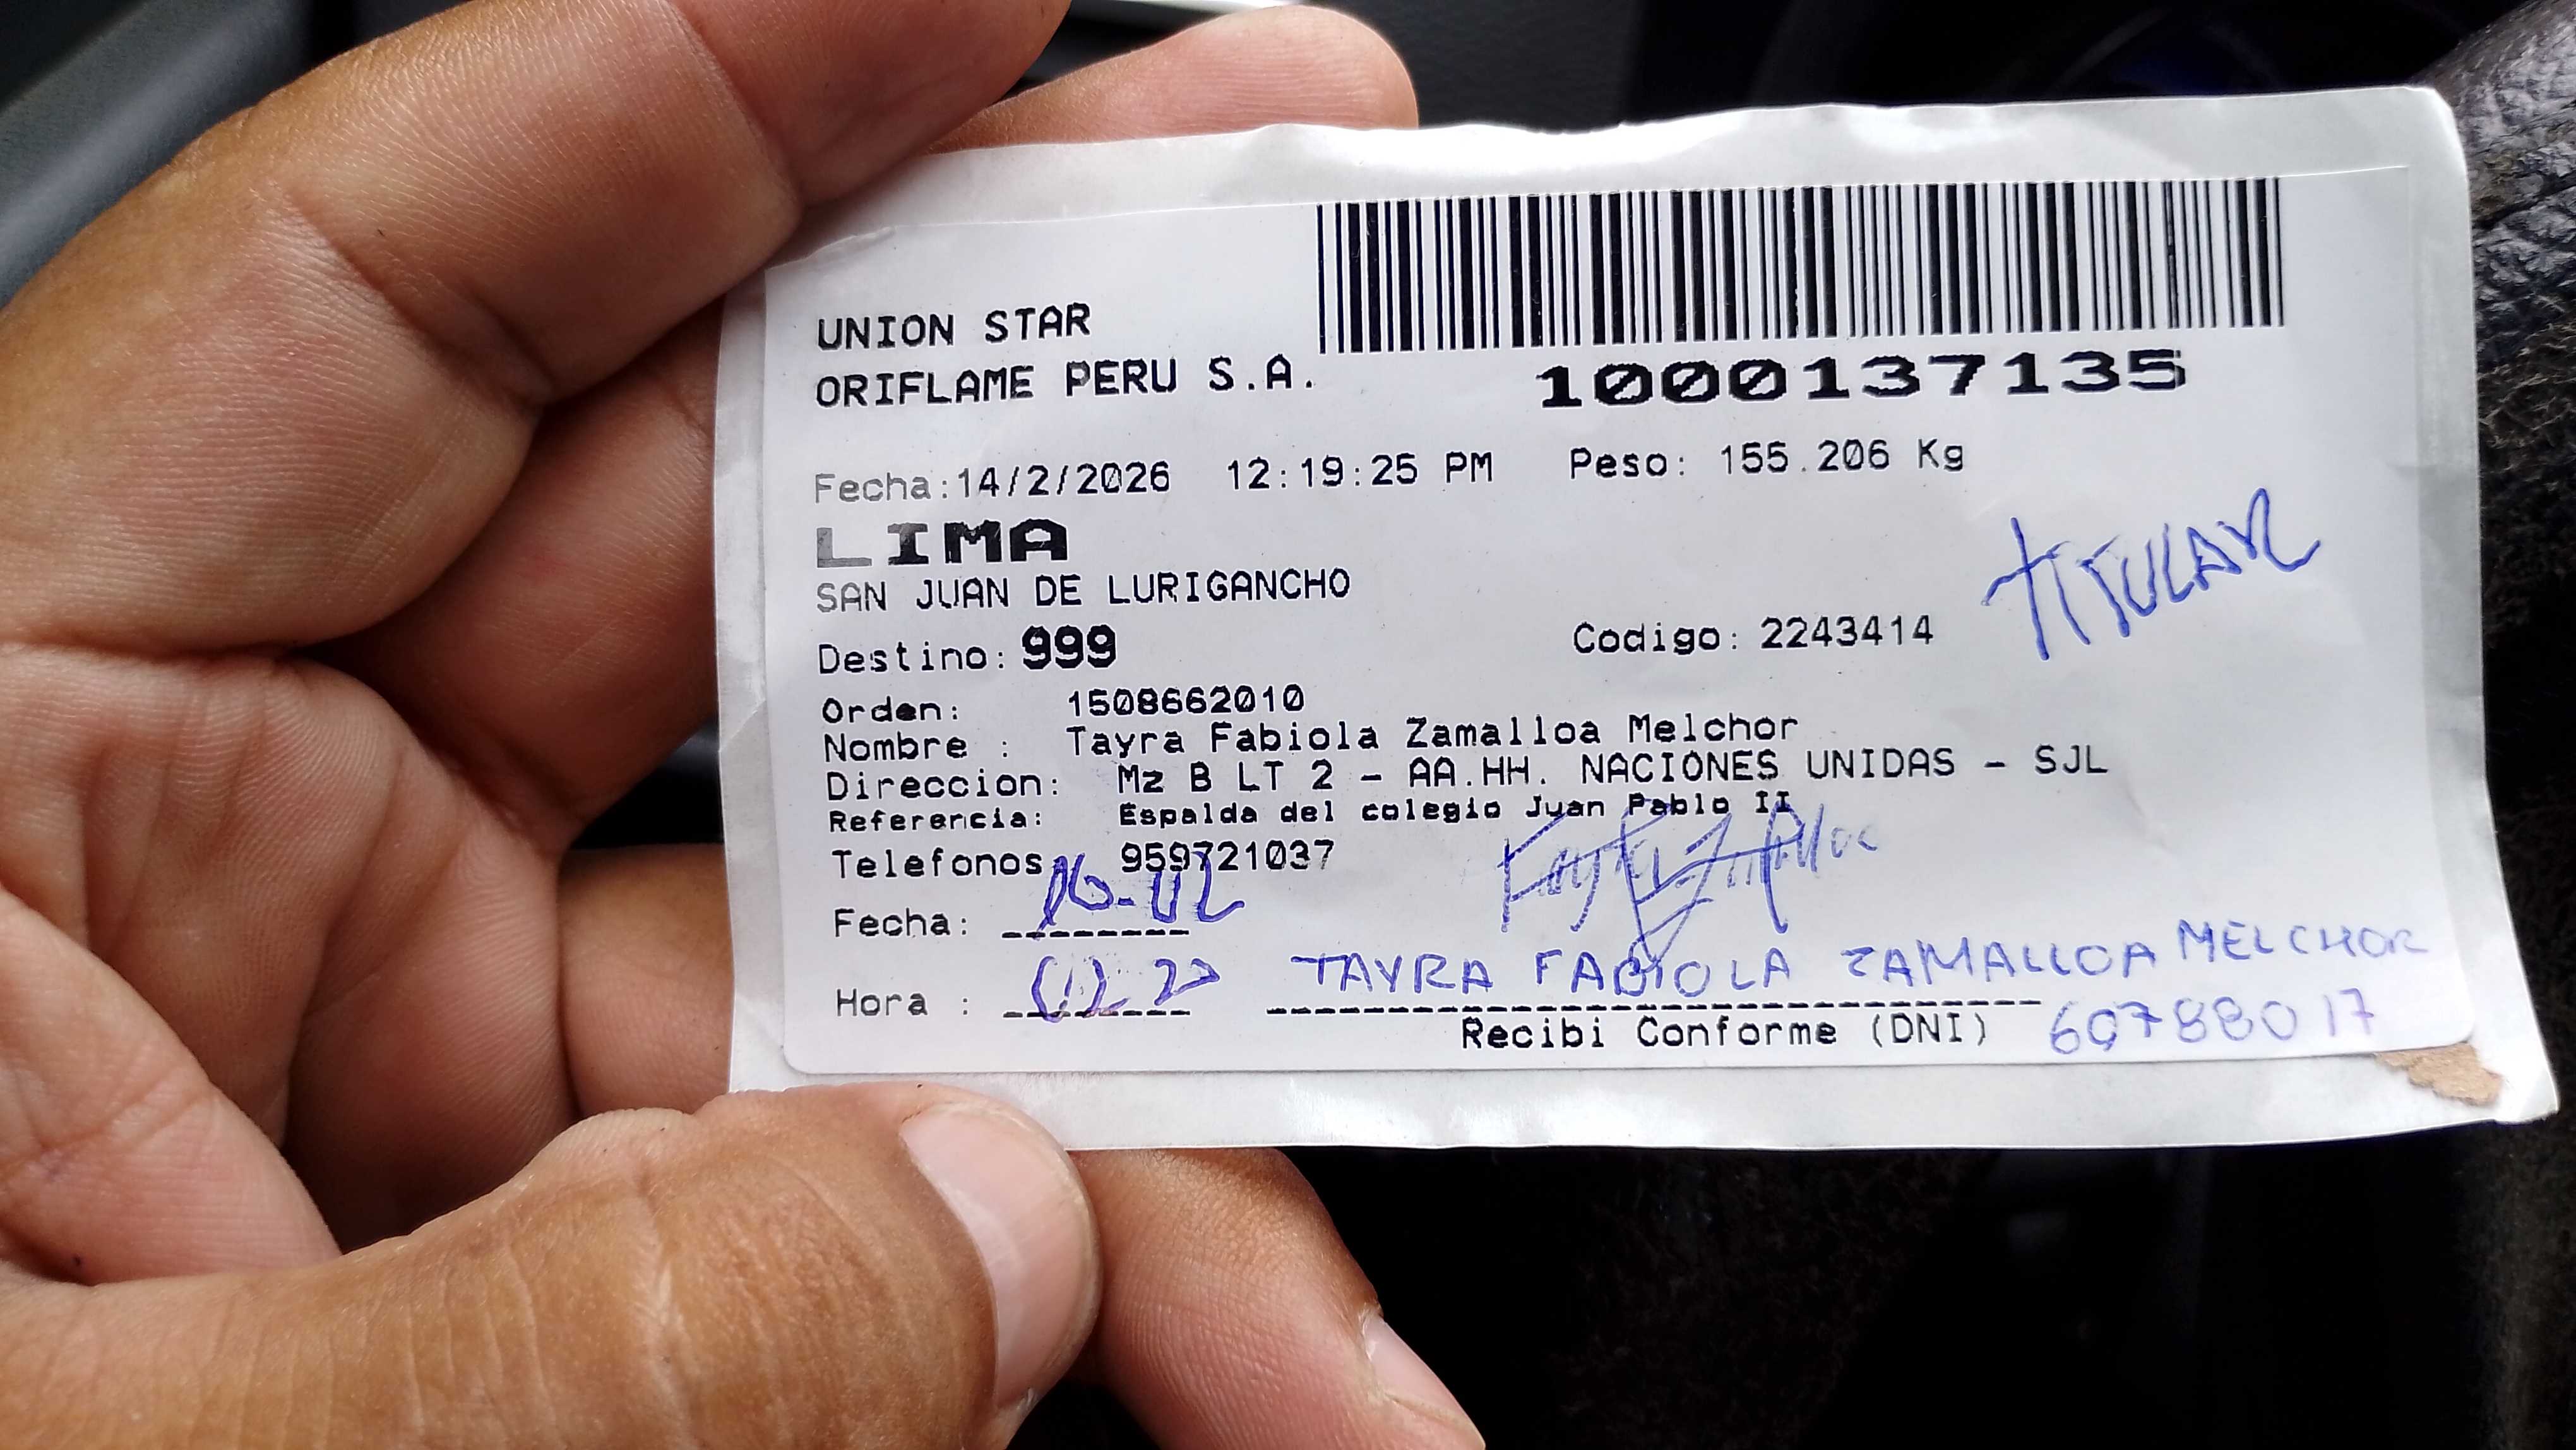 UNION STAR
ORIFLAME PERU S.A.
1000137135
Fecha:14/2/2026 12:19:25 PM Peso: 155.206 Kg
LIMA
SAN JUAN DE LURIGANCHO
TITULAR
Destino: 999 Codigo: 2243414
Orden: 1508662010
Nombre : Tayra Fabiola Zamalloa Melchor
Direccion: Mz B LT 2 - AA.HH. NACIONES UNIDAS - SJL
Referencia: Espalda del colegio Juan Pablo II
Telefonos 959721037
Fecha: 16-02
Hora :
TAYRA FABIOLA ZAMALLOA MELCHOR
Recibi Conforme (DNI) 60788017